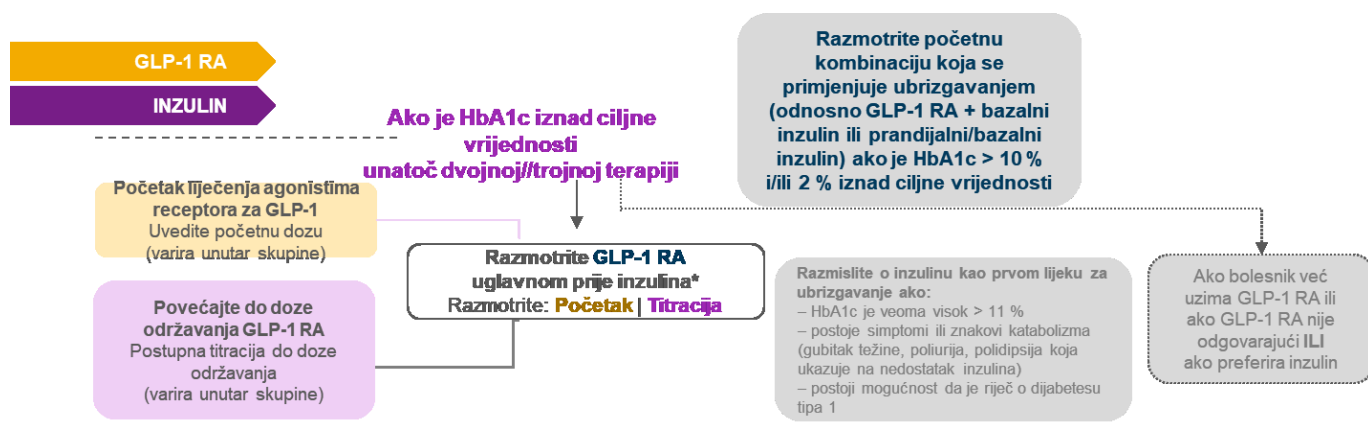 GLP-1 RA
INZULIN
Ako je HbA1c iznad ciljne
vrijednosti
unatoč dvojnoj//trojnoj terapiji
Razmotrite početnu
kombinaciju koja se
primjenjuje ubrizgavanjem
(odnosno GLP-1 RA + bazalni
inzulin ili prandijalni/bazalni
inzulin) ako je HbA1c > 10 %
i/ili 2 % iznad ciljne vrijednosti
Početak liječenja agonistima
receptora za GLP-1
Uvedite početnu dozu
(varira unutar skupine)
Povećajte do doze
održavanja GLP-1 RA
Postupna titracija do doze
održavanja
(varira unutar skupine)
Razmotrite GLP-1 RA
uglavnom prije inzulina*
Razmotrite: Početak | Titracija
Razmislite o inzulinu kao prvom lijeku za
ubrizgavanje ako:
– HbA1c je veoma visok > 11 %
– postoje simptomi ili znakovi katabolizma
(gubitak težine, poliurija, polidipsija koja
ukazuje na nedostatak inzulina)
– postoji mogućnost da je riječ o dijabetesu
tipa 1
Ako bolesnik već
uzima GLP-1 RA ili
ako GLP-1 RA nije
odgovarajući ILI
ako preferira inzulin